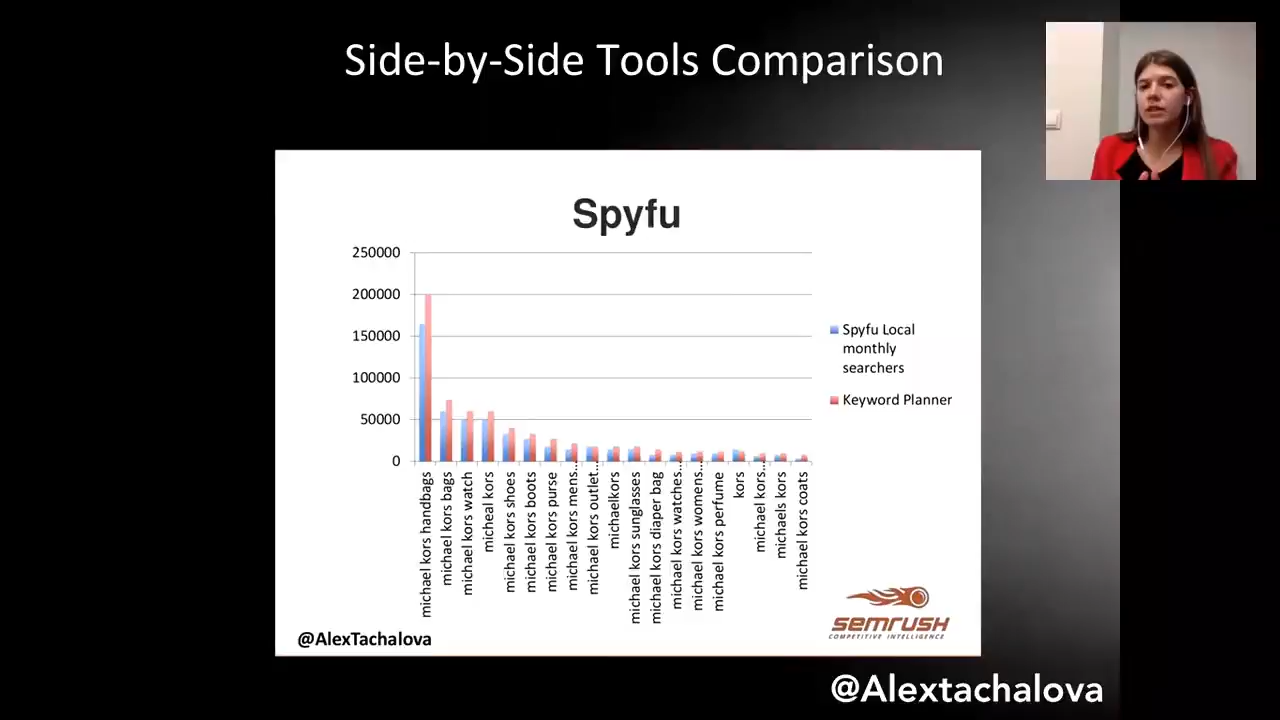 Side-by-Side Tools Comparison
Spyfu
250000
200000
150000
100000
50000
0
michael kors handbags
michael kors bags
michael kors watch
micheal kors
michael kors shoes
michael kors boots
michael kors purse
michael kors mens…
michael kors outlet…
michaelkors
michael kors sunglasses
michael kors diaper bag
michael kors watches…
michael kors womens…
michael kors perfume
kors
michael kors…
michaels kors
michael kors coats
Spyfu Local
monthly
searchers
Keyword Planner
SEMRUSH
COMPETITIVE INTELLIGENCE
@AlexTachalova
@Alextachalova